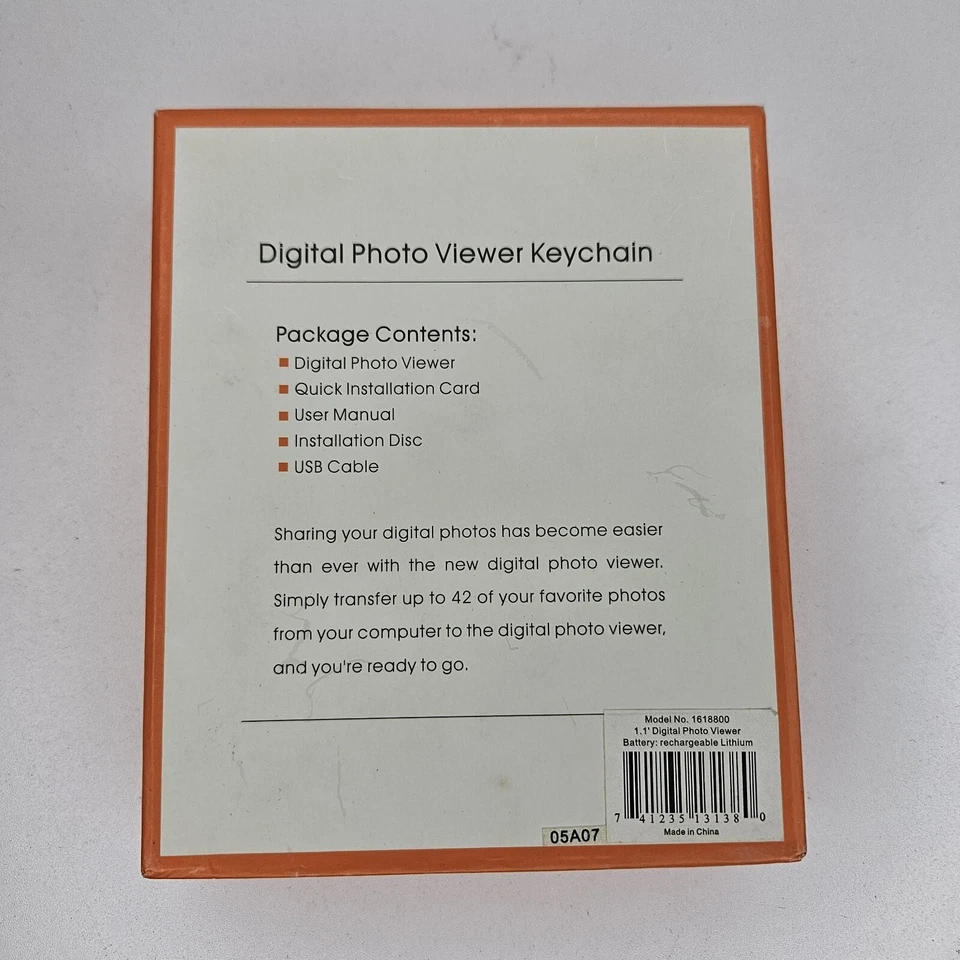 Digital Photo Viewer Keychain
Package Contents:
Digital Photo Viewer
Quick Installation Card
User Manual
Installation Disc
USB Cable
Sharing your digital photos has become easier
than ever with the new digital photo viewer.
Simply transfer up to 42 of your favorite photos
from your computer to the digital photo viewer,
and you're ready to go.
Model No. 1618800
1.1' Digital Photo Viewer
Battery: rechargeable Lithium
7 41235 13138 0
Made in China
05A07